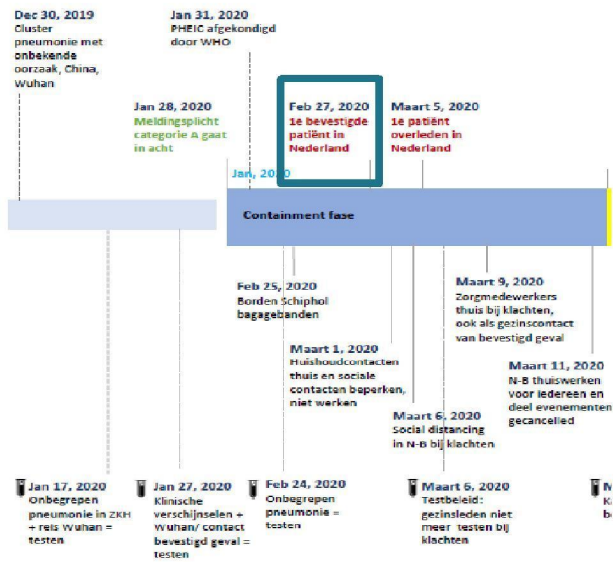 Dec 30, 2019
Cluster
pneumonie met
onbekende
oorzaak, China,
Wuhan
Jan 31, 2020
PHEIC afgekondigd
door WHO
Jan 28, 2020
Meldingsplicht
categorie A gaat
in acht
Feb 27, 2020
1e bevestigde
patiënt in
Nederland
Maart 5, 2020
1e patiënt
overleden in
Nederland
Jan, 2020
Containment fase
Feb 25, 2020
Borden Schiphol
bagagebanden
Maart 1, 2020
Huishoudcontacten
thuis en sociale
contacten beperken,
niet werken
Maart 6, 2020
Social distancing
in N-B bij klachten
Maart 9, 2020
Zorgmedewerkers
thuis bij klachten,
ook als gezinscontact
van bevestigd geval
Maart 11, 2020
N-B thuiswerken
voor iedereen en
deel evenementen
gecancelled
Jan 17, 2020
Onbegrepen
pneumonie in ZKH
+ reis Wuhan =
testen
Jan 27, 2020
Klinische
verschijnselen +
Wuhan/ contact
bevestigd geval =
testen
Feb 24, 2020
Onbegrepen
pneumonie =
testen
Maart 6, 2020
Testbeleid:
gezinsleden niet
meer testen bij
klachten